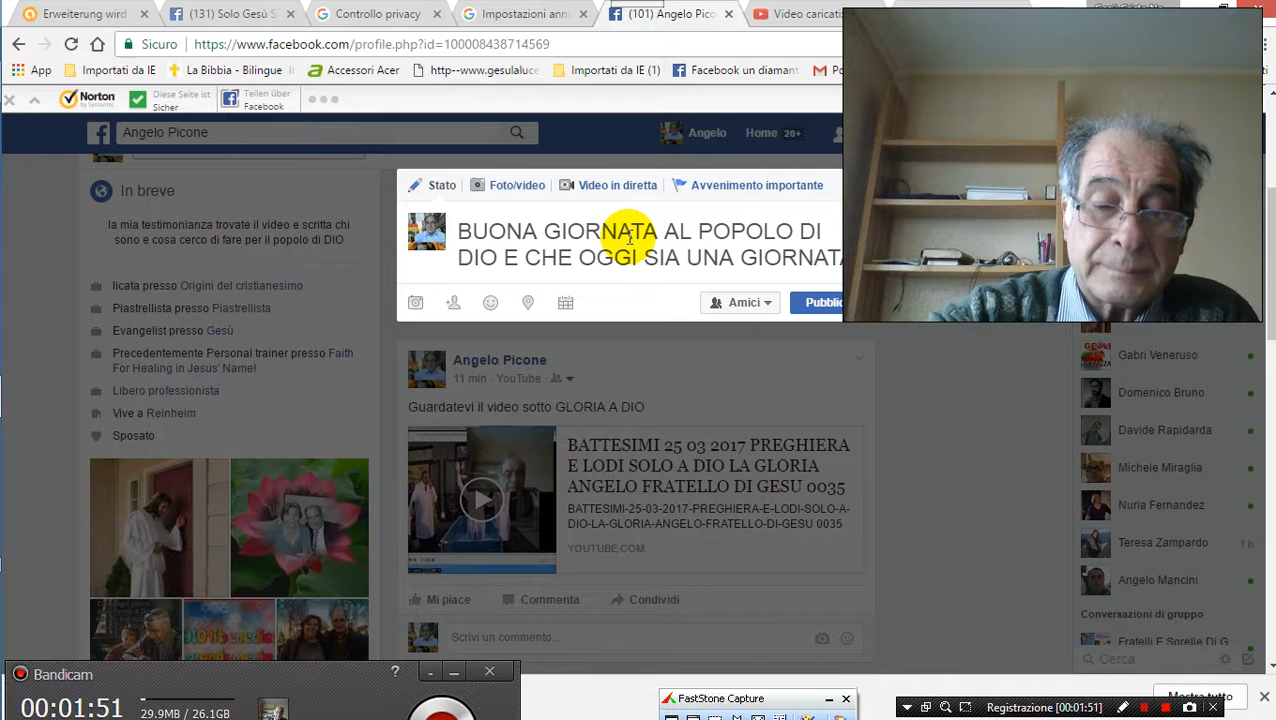 Erweiterung wird
(131) Solo Gesù S
Controllo privacy
Impostazioni ann
(101) Angelo Pico
Video caricati
Sicuro
https://www.facebook.com/profile.php?id=100008438714569
App
Importati da IE
La Bibbia - Bilingue
Accessori Acer
http--www.gesulaluce
Importati da IE (1)
Facebook un diamant
Norton
by Symantec
Diese Seite ist
Sicher
Teilen über
Facebook
Angelo Picone
Angelo
Home 20+
In breve
la mia testimonianza trovate il video e scritta chi
sono e cosa cerco di fare per il popolo di DIO
licata presso Origini del cristianesimo
Piastrellista presso Piastrellista
Evangelist presso Gesù
Precedentemente Personal trainer presso Faith
For Healing in Jesus' Name!
Libero professionista
Vive a Reinheim
Sposato
Stato
Foto/video
Video in diretta
Avvenimento importante
BUONA GIORNATA AL POPOLO DI
DIO E CHE OGGI SIA UNA GIORNATA
Amici
Pubblic
Angelo Picone
11 min · YouTube ·
Guardatevi il video sotto GLORIA A DIO
BATTESIMI 25 03 2017 PREGHIERA
E LODI SOLO A DIO LA GLORIA
ANGELO FRATELLO DI GESU 0035
BATTESIMI-25-03-2017-PREGHIERA-E-LODI-SOLO-A-
DIO-LA-GLORIA-ANGELO-FRATELLO-DI-GESU 0035
YOUTUBE.COM
Mi piace
Commenta
Condividi
Scrivi un commento...
Gabri Veneruso
Domenico Bruno
Davide Rapidarda
Michele Miraglia
Nuria Fernandez
Teresa Zampardo
1 h
Angelo Mancini
Conversazioni di gruppo
Fratelli E Sorelle Di G
Cerca
Mostra tutto
Bandicam
00:01:51
29.9MB / 26.1GB
FastStone Capture
Registrazione [00:01:51]